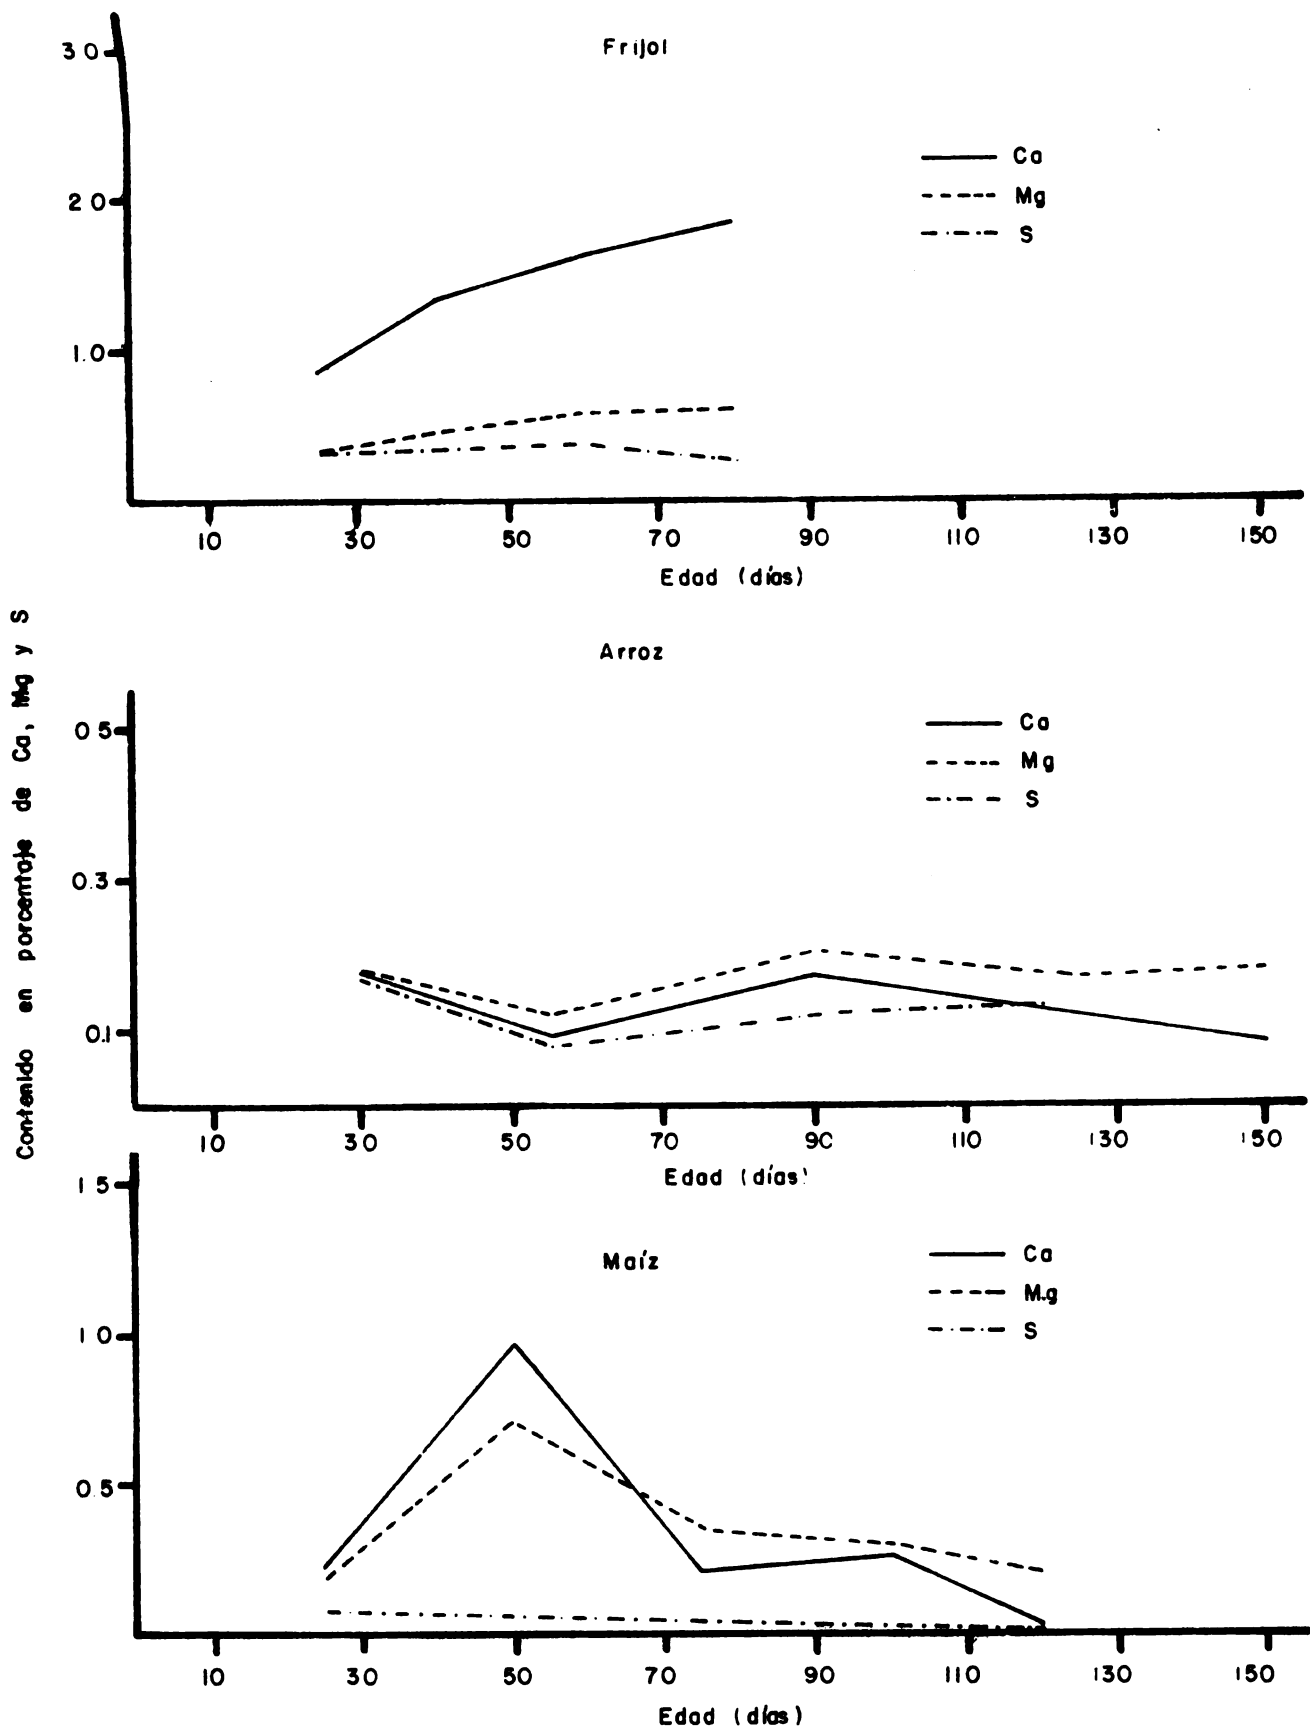 Contenido en porcentaje de Ca, Mg y S
Frijol
3 0
2 0
1.0
Ca
Mg
S
10 30 50 70 90 110 130 150
Edad (días)
Arroz
0 5
0.3
0.1
Ca
Mg
S
10 30 50 70 90 110 130 150
Edad (días)
Maíz
1 5
1 0
0.5
Ca
M.g
S
10 30 50 70 90 110 130 150
Edad (días)